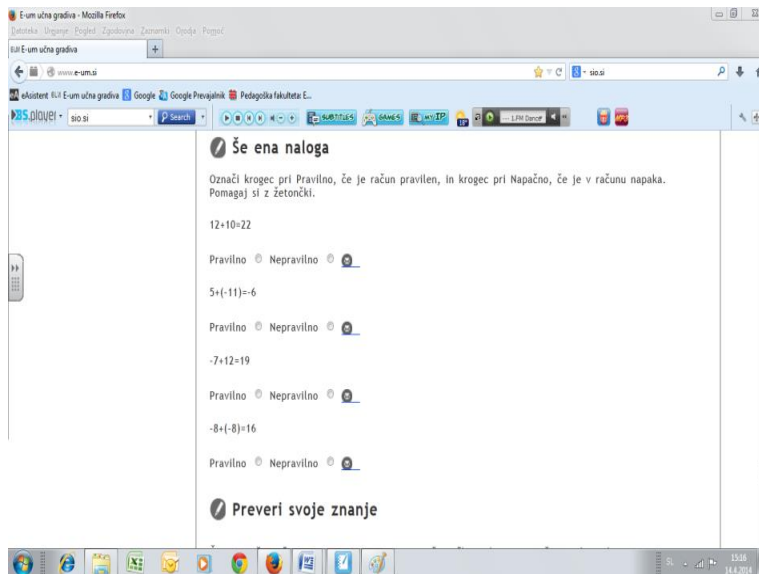 E-um učna gradiva - Mozilla Firefox
Datoteka Urejanje Pogled Zgodovina Zaznamki Orodja Pomoč
E-um učna gradiva
www.e-um.si
sio.si
eAsistent E-um učna gradiva Google Google Prevajalnik Pedagoška fakulteta: E...
BS.player sio.si Search SUBTITLES GAMES MY IP
Še ena naloga
Označi krogec pri Pravilno, če je račun pravilen, in krogec pri Napačno, če je v računu napaka.
Pomagaj si z žetončki.
12+10=22
Pravilno Nepravilno
5+(-11)=-6
Pravilno Nepravilno
-7+12=19
Pravilno Nepravilno
-8+(-8)=16
Pravilno Nepravilno
Preveri svoje znanje
SL 15:16
14.4.2014